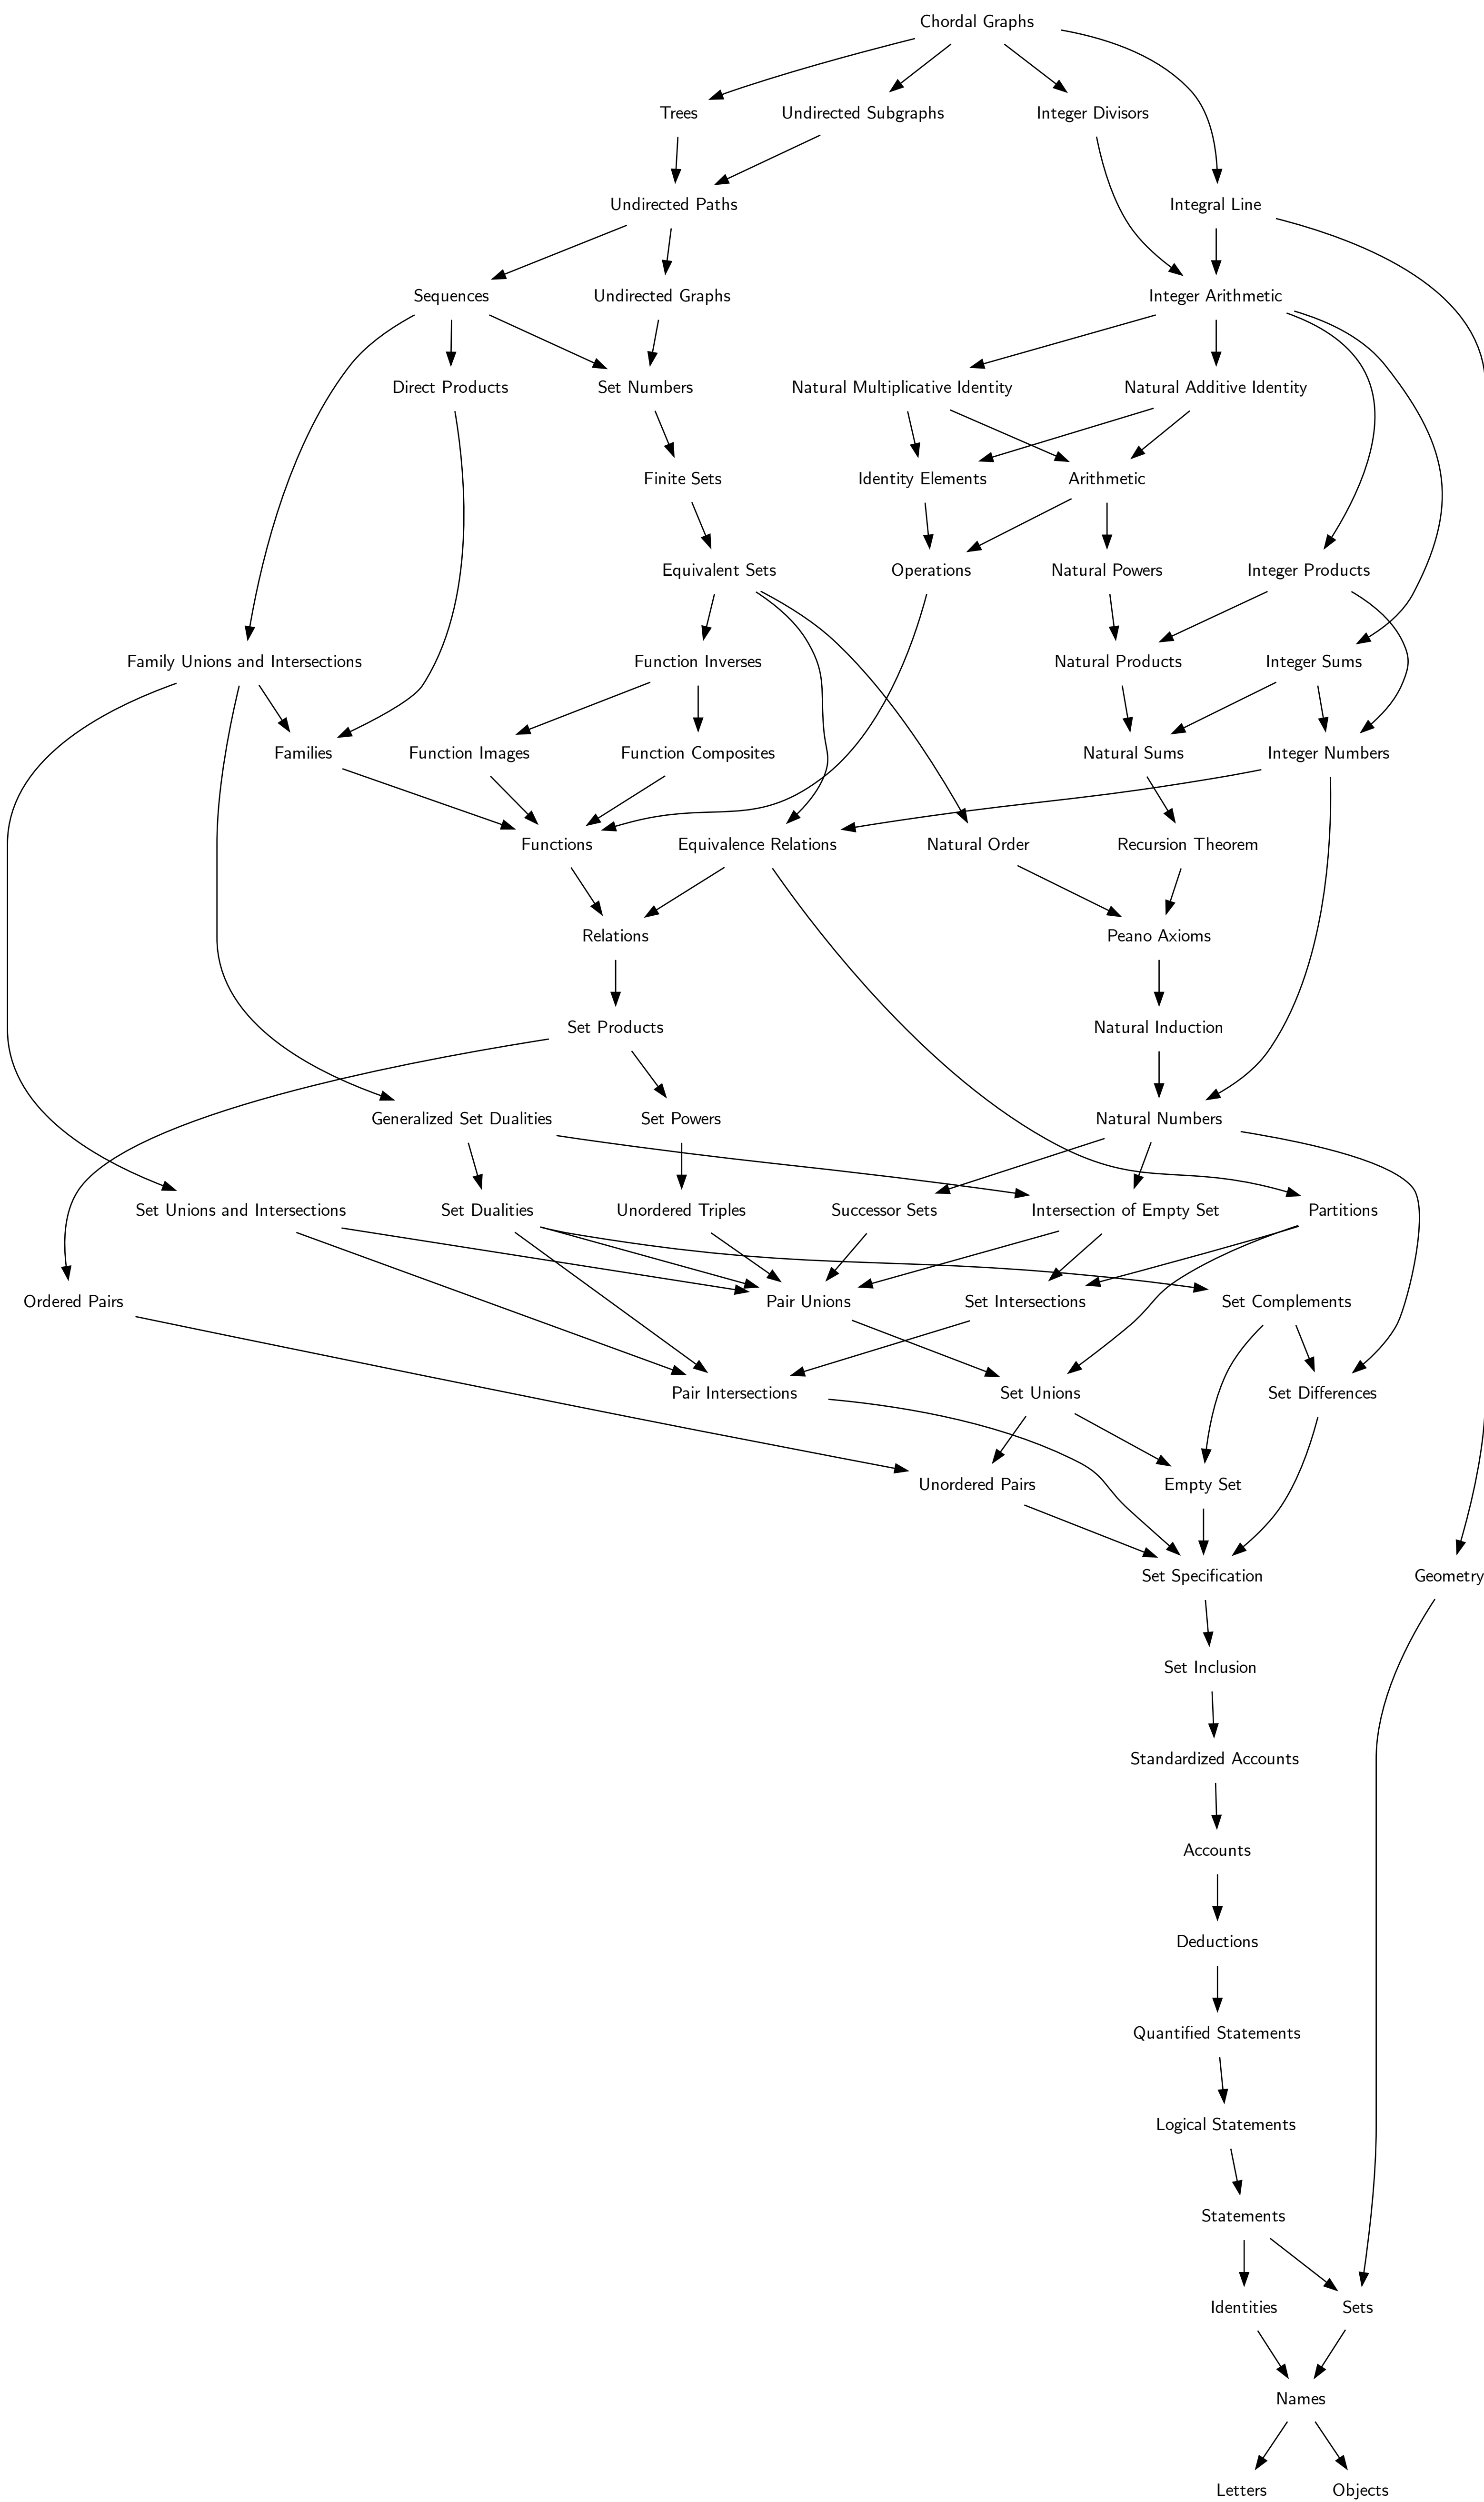 Chordal Graphs
Trees
Undirected Subgraphs
Integer Divisors
Undirected Paths
Integral Line
Sequences
Undirected Graphs
Integer Arithmetic
Direct Products
Set Numbers
Natural Multiplicative Identity
Natural Additive Identity
Finite Sets
Identity Elements
Arithmetic
Equivalent Sets
Operations
Natural Powers
Integer Products
Family Unions and Intersections
Function Inverses
Natural Products
Integer Sums
Families
Function Images
Function Composites
Natural Sums
Integer Numbers
Functions
Equivalence Relations
Natural Order
Recursion Theorem
Relations
Peano Axioms
Set Products
Natural Induction
Generalized Set Dualities
Set Powers
Natural Numbers
Set Unions and Intersections
Set Dualities
Unordered Triples
Successor Sets
Intersection of Empty Set
Partitions
Ordered Pairs
Pair Unions
Set Intersections
Set Complements
Pair Intersections
Set Unions
Set Differences
Unordered Pairs
Empty Set
Set Specification
Geometry
Set Inclusion
Standardized Accounts
Accounts
Deductions
Quantified Statements
Logical Statements
Statements
Identities
Sets
Names
Letters
Objects